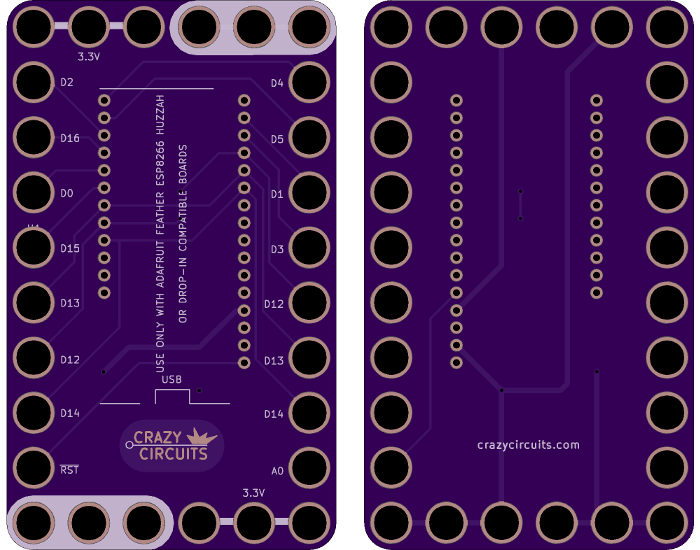 3.3V
D2
D4
D16
D5
D0
D1
D15
D3
D13
D12
D12
D13
D14
D14
RST
A0
USE ONLY WITH ADAFRUIT FEATHER ESP8266 HUZZAH
OR DROP-IN COMPATIBLE BOARDS
USB
CRAZY
CIRCUITS
3.3V
crazycircuits.com